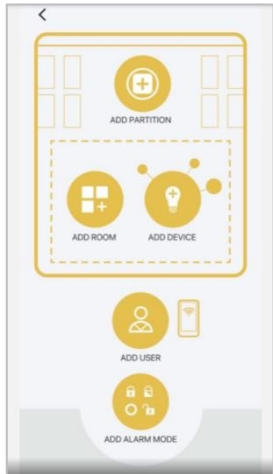 ADD PARTITION
ADD ROOM
ADD DEVICE
ADD USER
ADD ALARM MODE